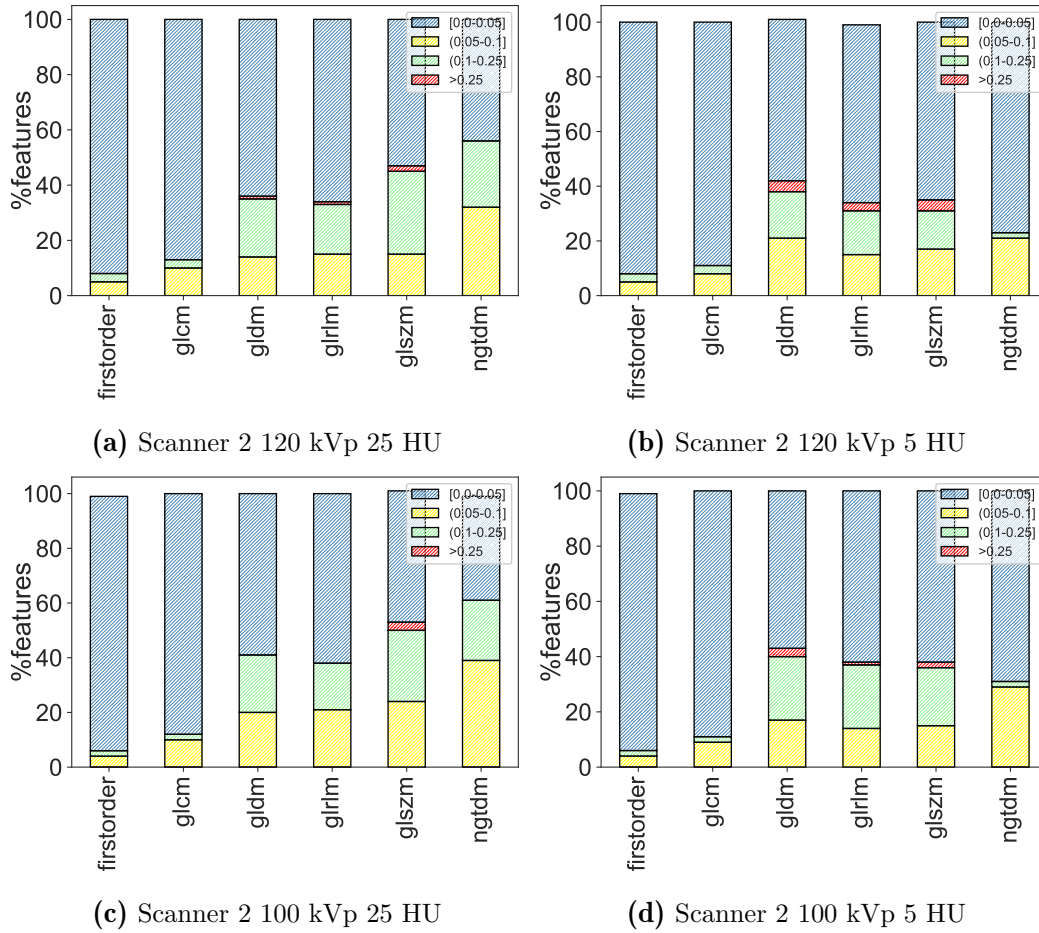 %features
100
80
60
40
20
0
[0.0-0.05]
(0.05-0.1]
(0.1-0.25]
>0.25
firstorder
glcm
gldm
glrlm
glszm
ngtdm
(a) Scanner 2 120 kVp 25 HU
%features
100
80
60
40
20
0
[0.0-0.05]
(0.05-0.1]
(0.1-0.25]
>0.25
firstorder
glcm
gldm
glrlm
glszm
ngtdm
(b) Scanner 2 120 kVp 5 HU
%features
100
80
60
40
20
0
[0.0-0.05]
(0.05-0.1]
(0.1-0.25]
>0.25
firstorder
glcm
gldm
glrlm
glszm
ngtdm
(c) Scanner 2 100 kVp 25 HU
%features
100
80
60
40
20
0
[0.0-0.05]
(0.05-0.1]
(0.1-0.25]
>0.25
firstorder
glcm
gldm
glrlm
glszm
ngtdm
(d) Scanner 2 100 kVp 5 HU